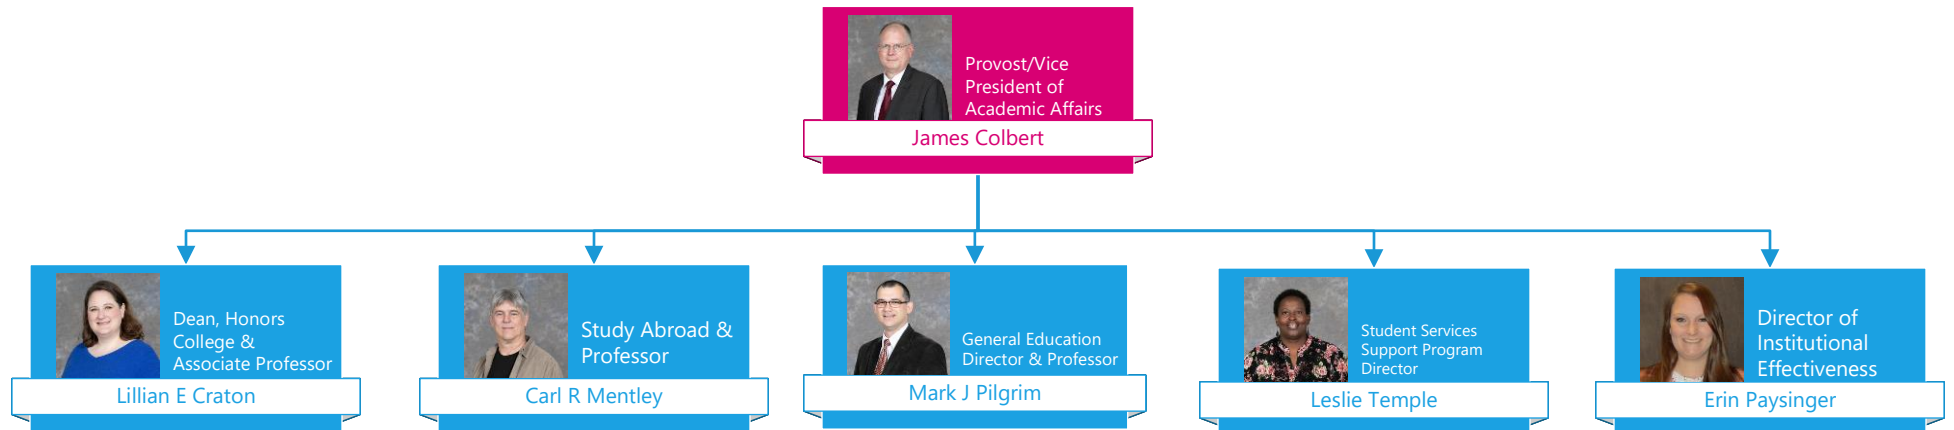 Provost/Vice
President of
Academic Affairs
James Colbert
Dean, Honors
College &
Associate Professor
Lillian E Craton
Study Abroad &
Professor
Carl R Mentley
General Education
Director & Professor
Mark J Pilgrim
Student Services
Support Program
Director
Leslie Temple
Director of
Institutional
Effectiveness
Erin Paysinger